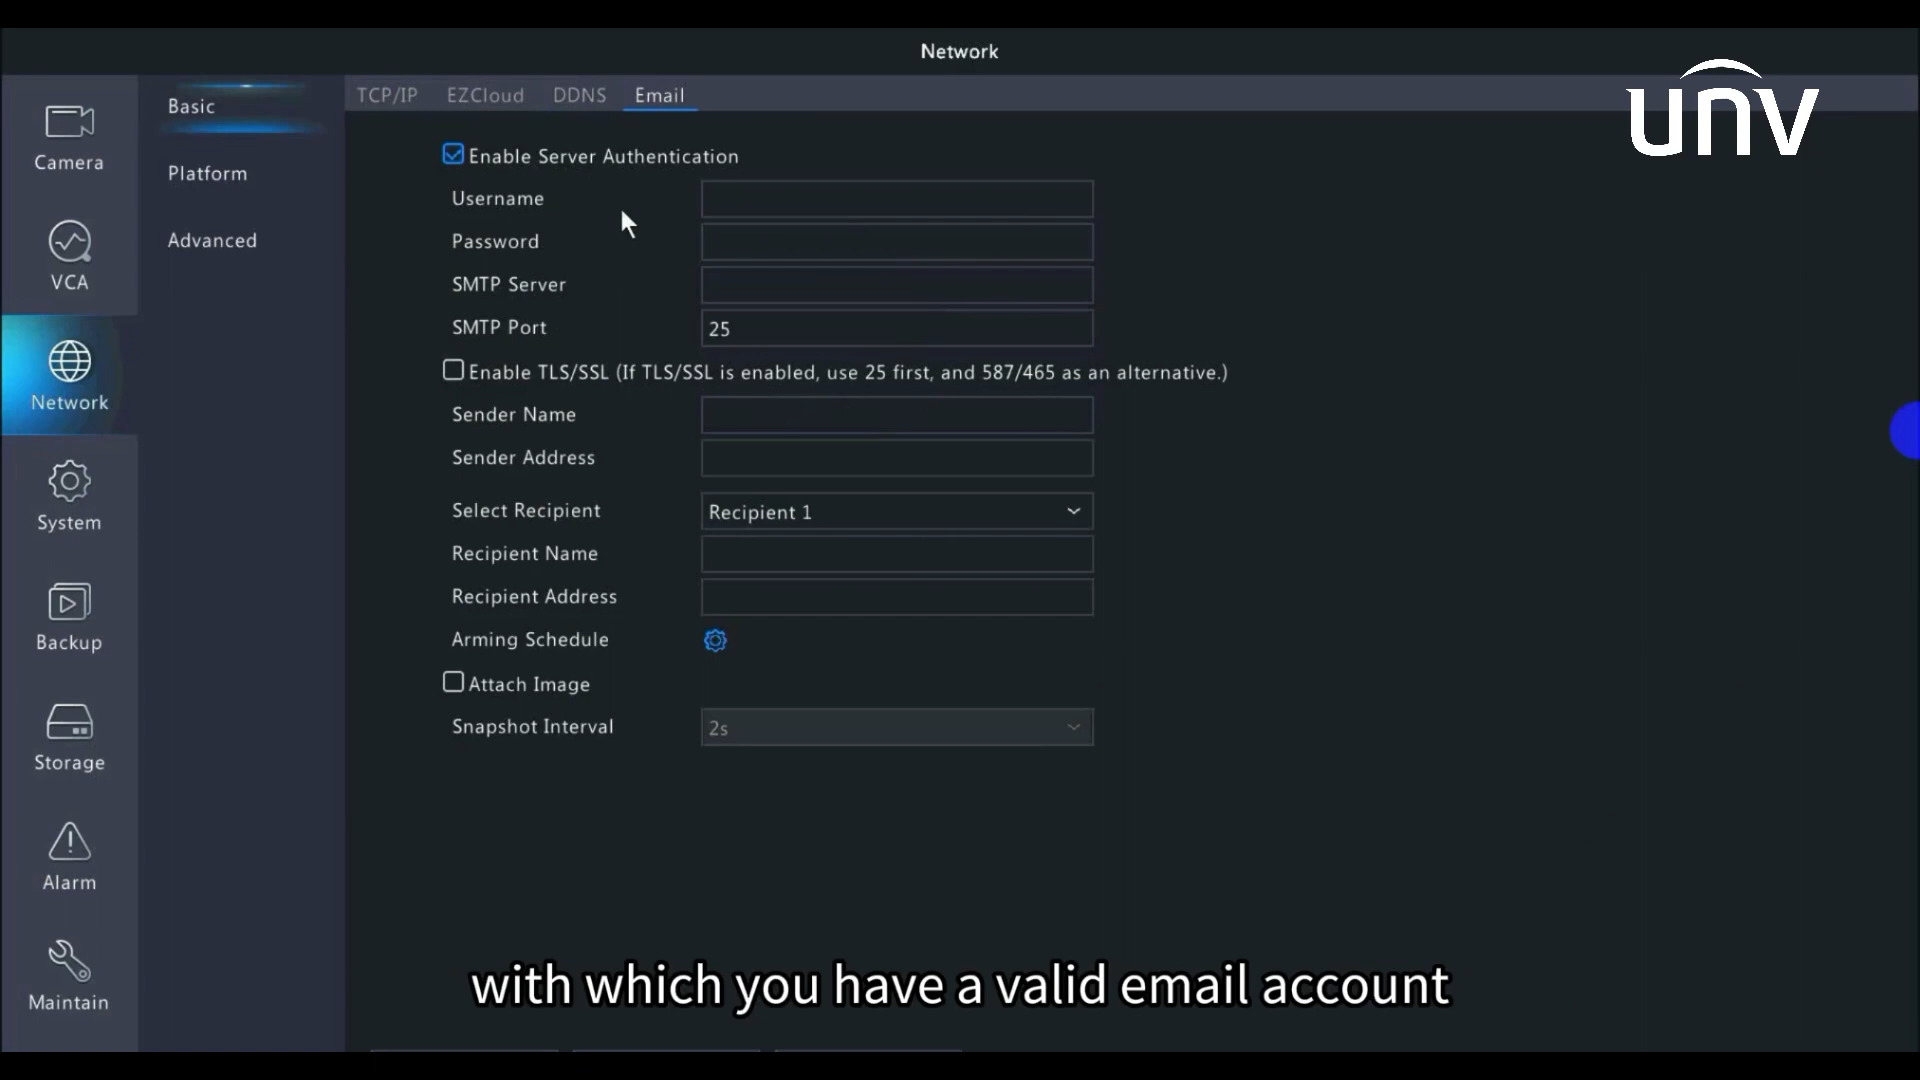 Network
unv
TCP/IP EZCloud DDNS Email
Basic
Platform
Advanced
Camera
VCA
Network
System
Backup
Storage
Alarm
Maintain
Enable Server Authentication
Username
Password
SMTP Server
SMTP Port 25
Enable TLS/SSL (If TLS/SSL is enabled, use 25 first, and 587/465 as an alternative.)
Sender Name
Sender Address
Select Recipient Recipient 1
Recipient Name
Recipient Address
Arming Schedule
Attach Image
Snapshot Interval 2s
with which you have a valid email account